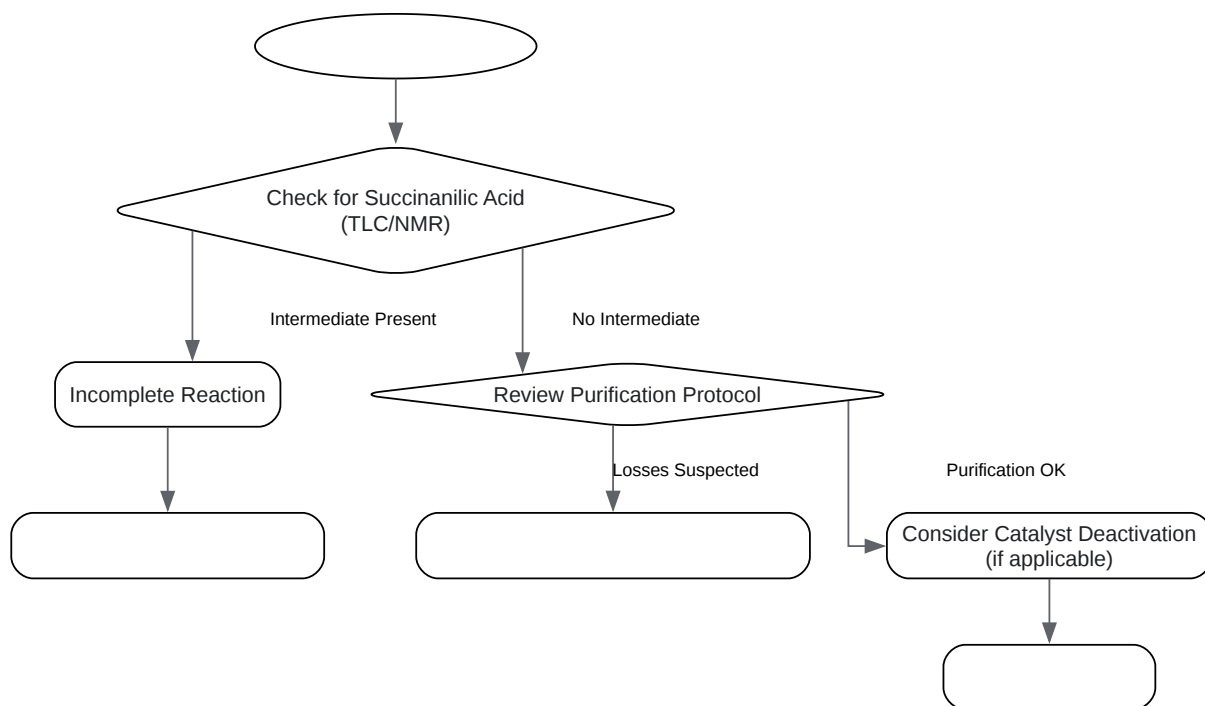 Check for Succinanilic Acid
(TLC/NMR)
Intermediate Present
No Intermediate
Incomplete Reaction
Review Purification Protocol
Losses Suspected
Purification OK
Consider Catalyst Deactivation
(if applicable)